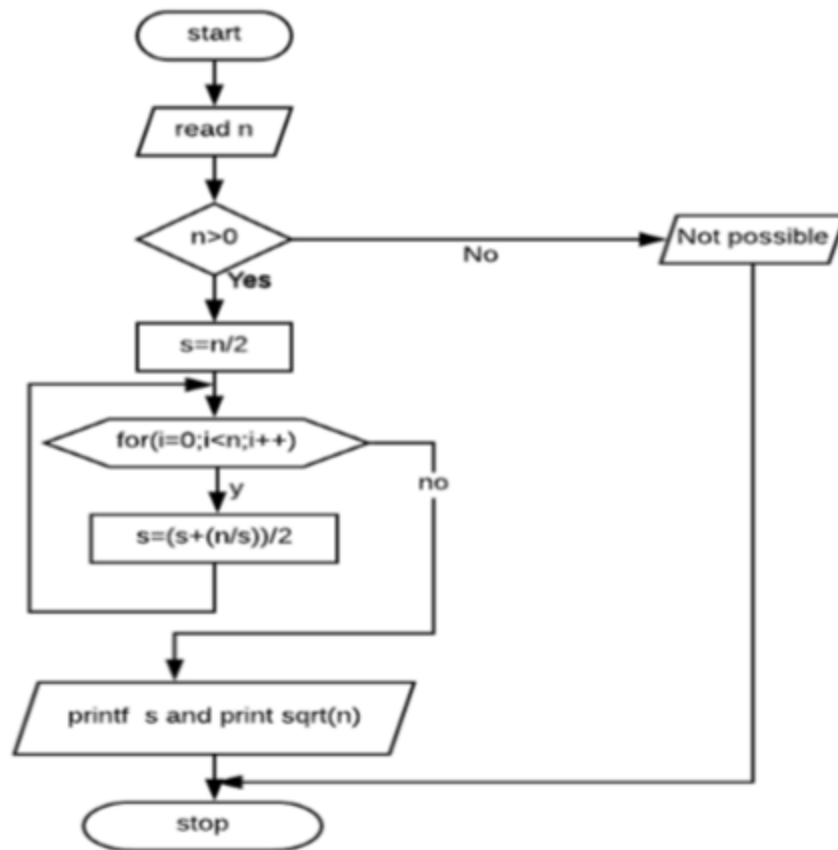 start
read n
n>0
No
Not possible
Yes
s=n/2
for(i=0;i<n;i++)
no
y
s=(s+(n/s))/2
printf s and print sqrt(n)
stop